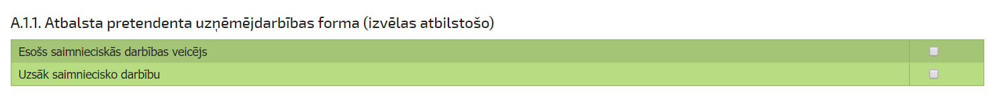 A.1.1. Atbalsta pretendenta uzņēmējdarbības forma (izvēlas atbilstošo)
Esošs saimnieciskās darbības veicējs
Uzsāk saimniecisko darbību